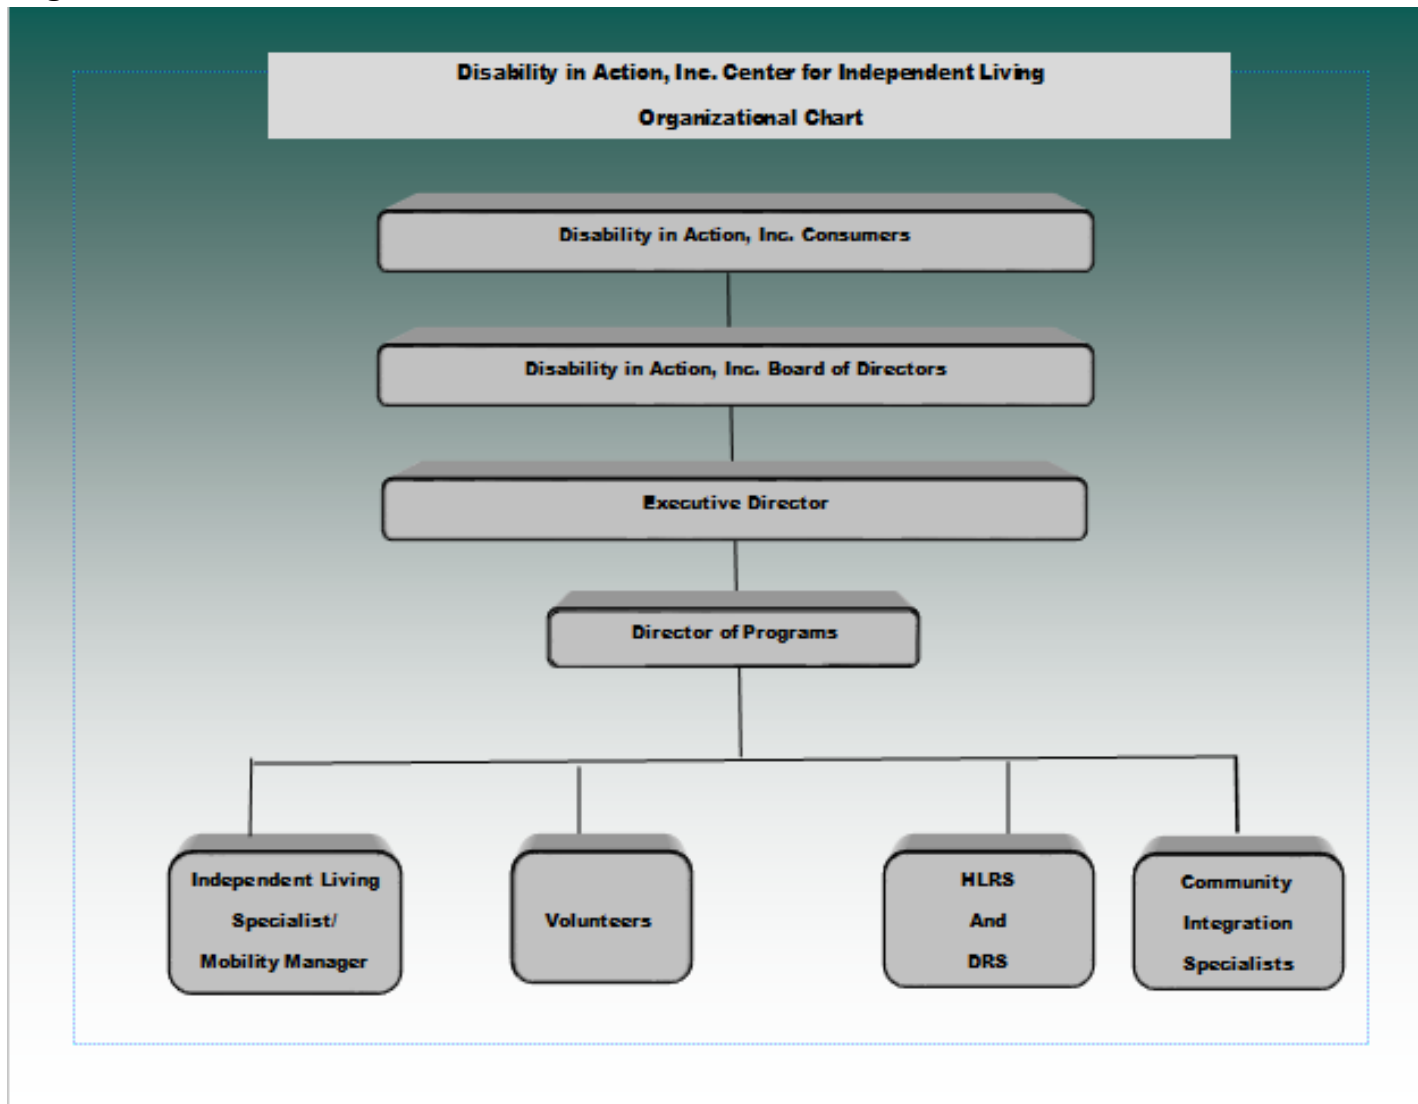 Disability in Action, Inc. Center for Independent Living
Organizational Chart
Disability in Action, Inc. Consumers
Disability in Action, Inc. Board of Directors
Executive Director
Director of Programs
Independent Living
Specialist/
Mobility Manager
Volunteers
HLRS
And
DRS
Community
Integration
Specialists